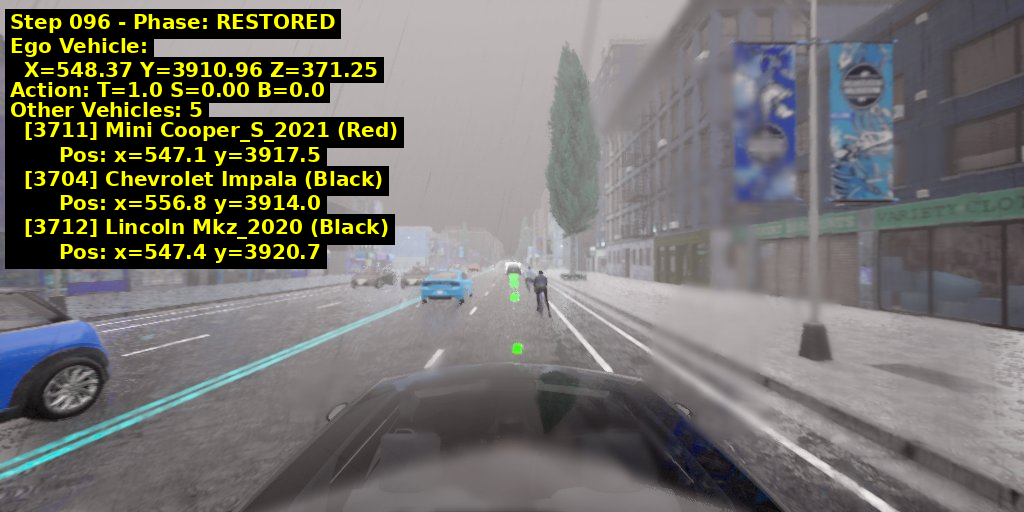 Step 096 - Phase: RESTORED
Ego Vehicle:
X=548.37 Y=3910.96 Z=371.25
Action: T=1.0 S=0.00 B=0.0
Other Vehicles: 5
[3711] Mini Cooper_S_2021 (Red)
Pos: x=547.1 y=3917.5
[3704] Chevrolet Impala (Black)
Pos: x=556.8 y=3914.0
[3712] Lincoln Mkz_2020 (Black)
Pos: x=547.4 y=3920.7
VARIETY CLO